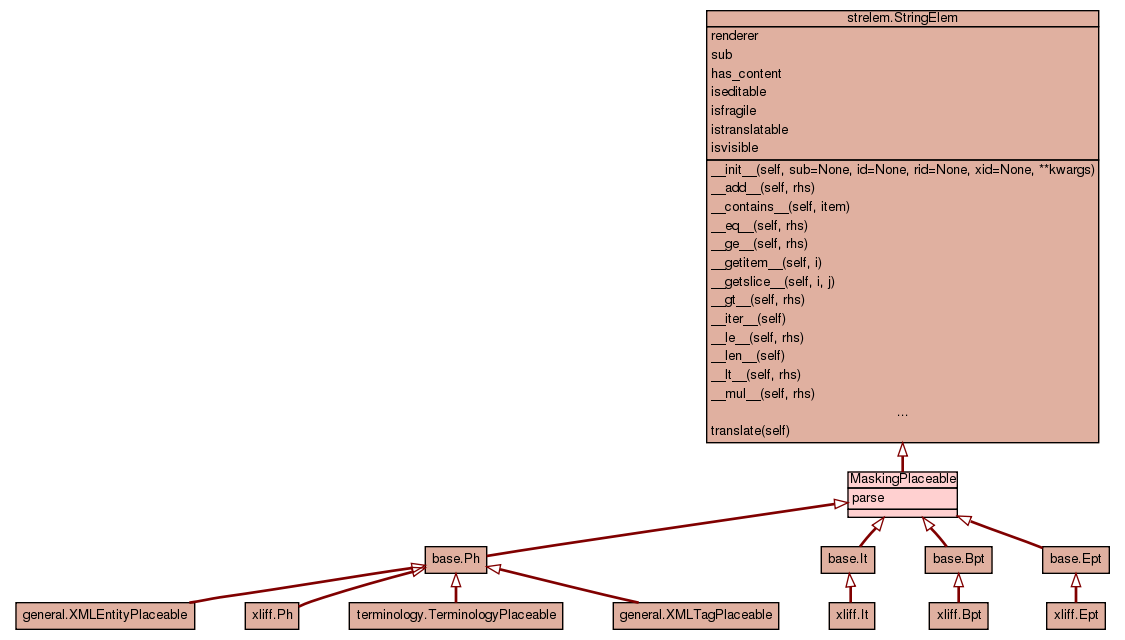 strelem.StringElem
renderer
sub
has_content
iseditable
isfragile
istranslatable
isvisible
__init__(self, sub=None, id=None, rid=None, xid=None, **kwargs)
__add__(self, rhs)
__contains__(self, item)
__eq__(self, rhs)
__ge__(self, rhs)
__getitem__(self, i)
__getslice__(self, i, j)
__gt__(self, rhs)
__iter__(self)
__le__(self, rhs)
__len__(self)
__lt__(self, rhs)
__mul__(self, rhs)
...
translate(self)
MaskingPlaceable
parse
base.Ph
base.It
base.Bpt
base.Ept
general.XMLEntityPlaceable
xliff.Ph
terminology.TerminologyPlaceable
general.XMLTagPlaceable
xliff.It
xliff.Bpt
xliff.Ept